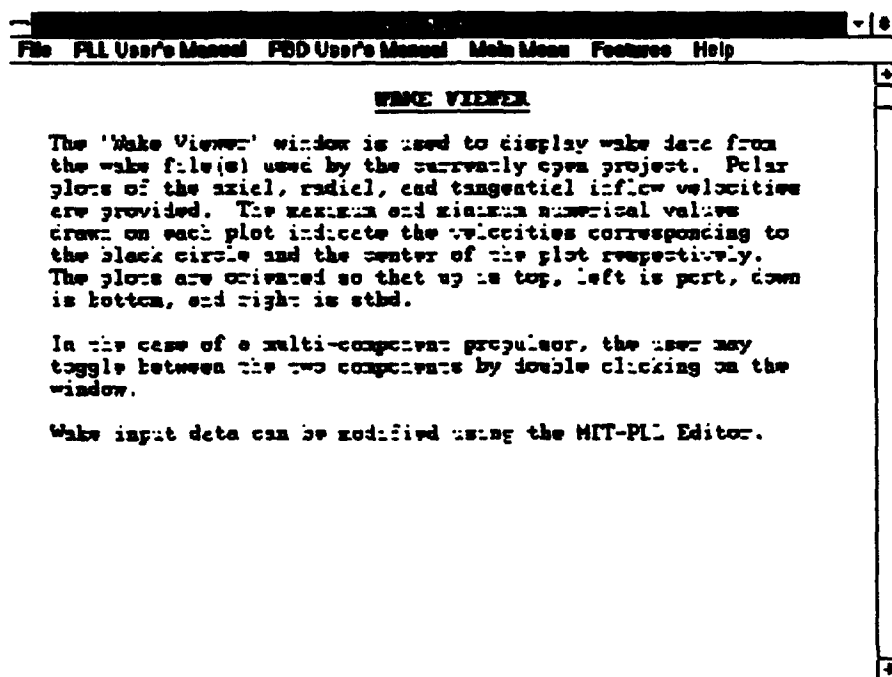 File PLL User's Manual PBD User's Manual Main Menu Features Help
WAKE VIEWER
The 'Wake Viewer' window is used to display wake data from
the wake file(s) used by the currently open project. Polar
plots of the axial, radial, and tangential inflow velocities
are provided. The maximum and minimum numerical values
drawn on each plot indicate the velocities corresponding to
the black circle and the center of the plot respectively.
The plots are oriented so that up is top, left is port, down
is bottom, and right is stbd.
In the case of a multi-component propulsor, the user may
toggle between the two components by double clicking on the
window.
Wake input data can be modified using the MIT-PLL Editor.